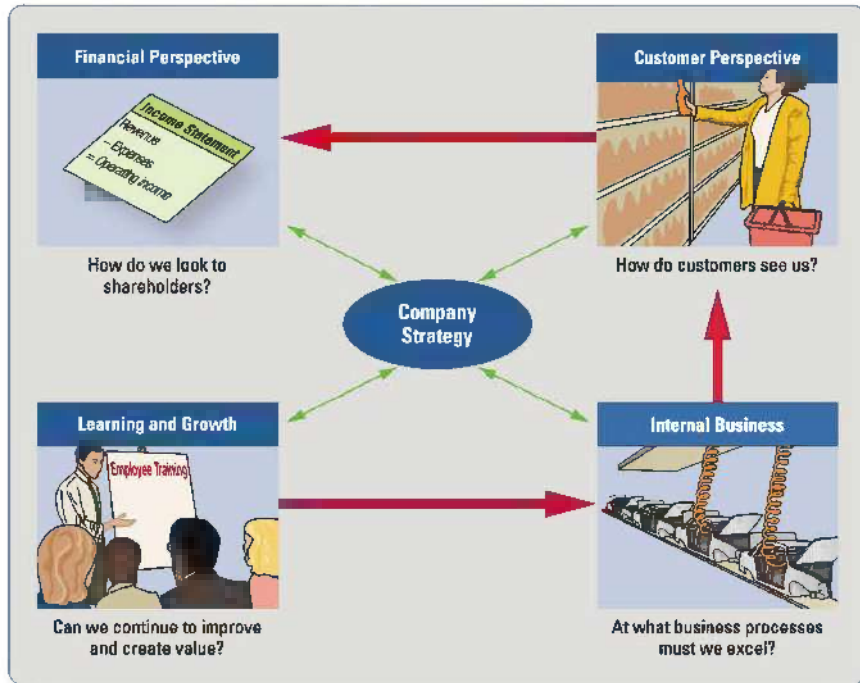 Financial Perspective
Income Statement
Revenue
– Expenses
= Operating income
How do we look to
shareholders?
Customer Perspective
How do customers see us?
Company
Strategy
Learning and Growth
Employee Training
Can we continue to improve
and create value?
Internal Business
At what business processes
must we excel?